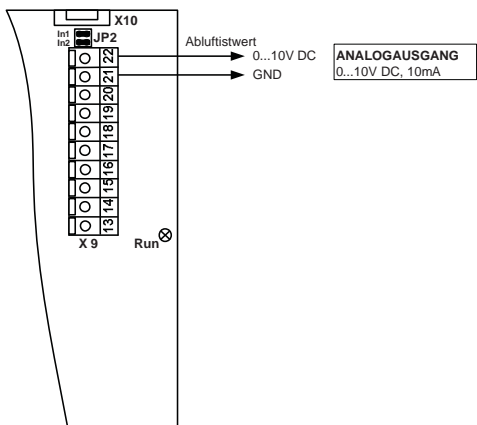 X10
In1
In2
JP2
22
21
20
19
18
17
16
15
14
13
X 9
Run
Abluftistwert
0...10V DC
GND
ANALOGAUSGANG
0...10V DC, 10mA